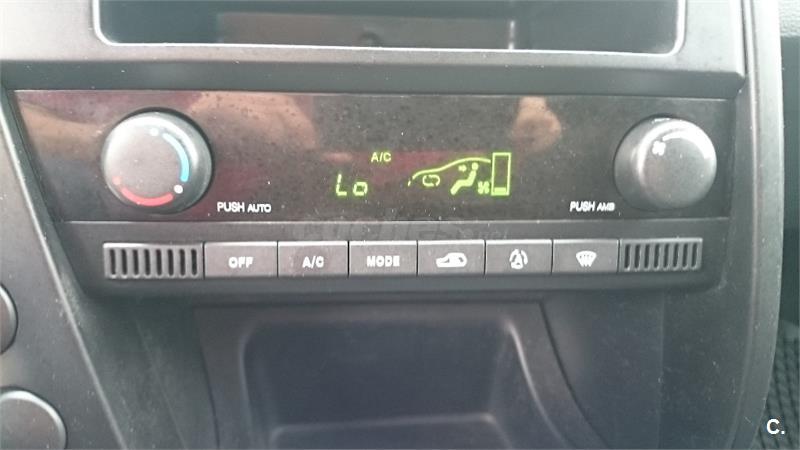 A/C
Lo
PUSH AUTO
PUSH AMB
OFF
A/C
MODE
C.